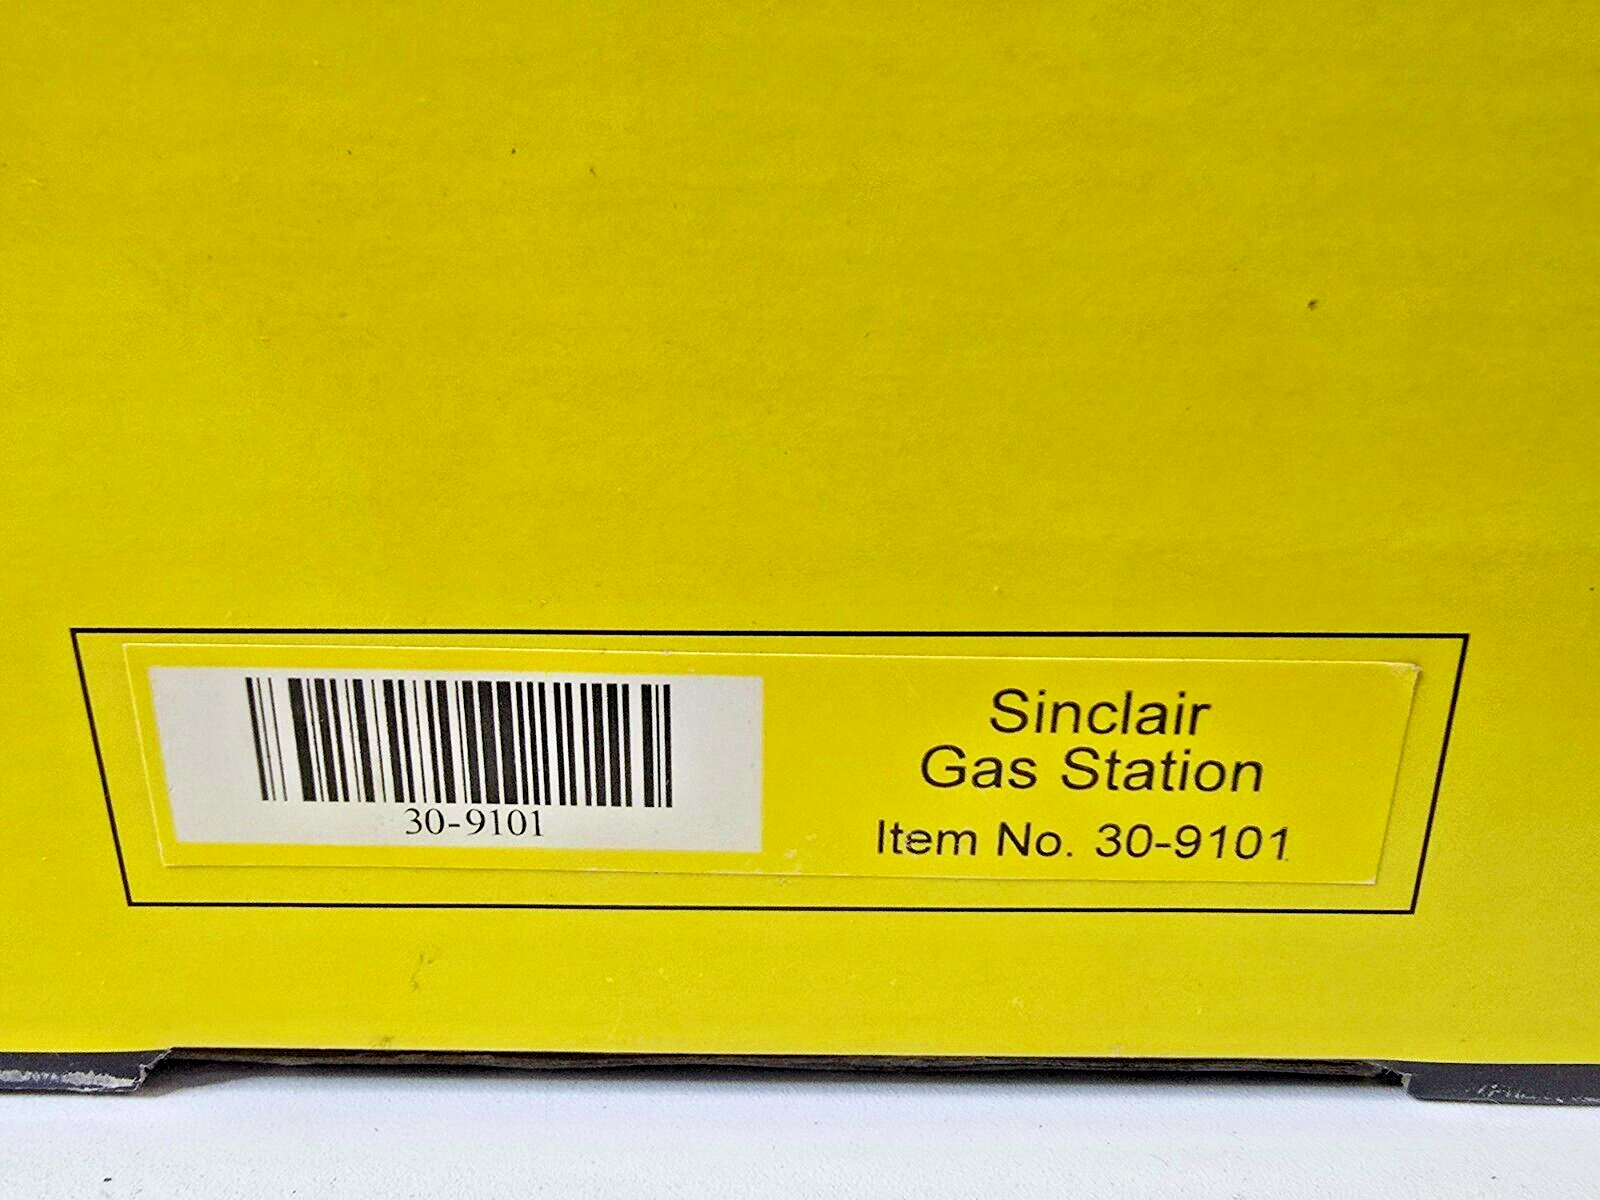 30-9101
Sinclair
Gas Station
Item No. 30-9101